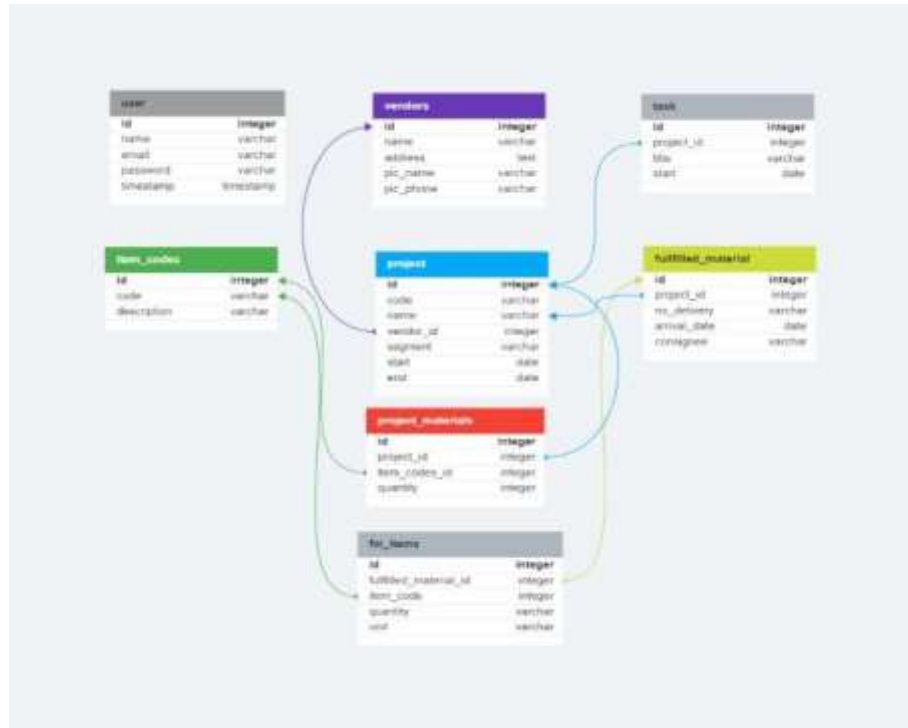 user
id integer
name varchar
email varchar
password varchar
timestamp timestamp
vendors
id integer
name varchar
address text
pic_name varchar
pic_phone varchar
task
id integer
project_id integer
title varchar
start date
item_codes
id integer
code varchar
description varchar
project
id integer
code varchar
name varchar
vendor_id integer
segment varchar
start date
end date
fullfilled_material
id integer
project_id integer
no_delivery varchar
arrival_date date
consignee varchar
project_materials
id integer
project_id integer
item_codes_id integer
quantity integer
id integer
fulfilled_material_id integer
item_code integer
quantity varchar
unit varchar